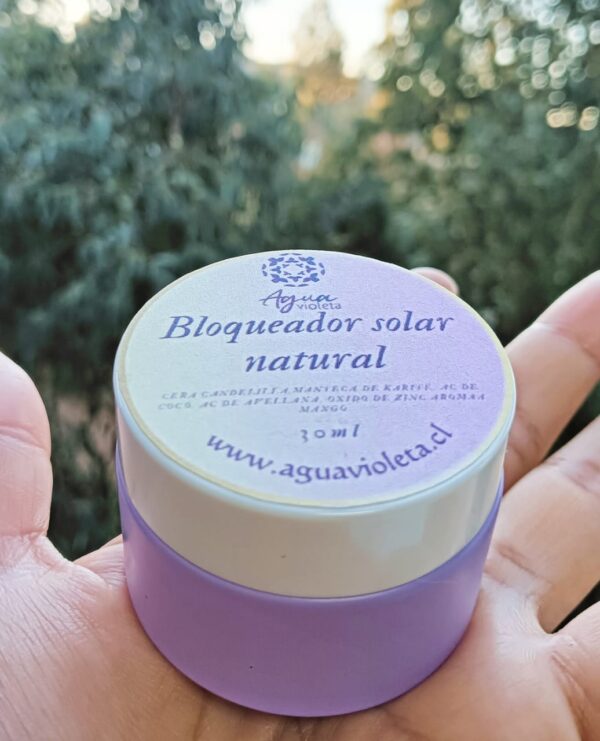 Agua
violeta
Bloqueador solar
natural
CERA CANDELILLA, MANTECA DE KARITÉ, AC DE
COCO, AC DE AVELLANA, OXIDO DE ZINC AROMA A
MANGO
30ml
www.aguavioleta.cl